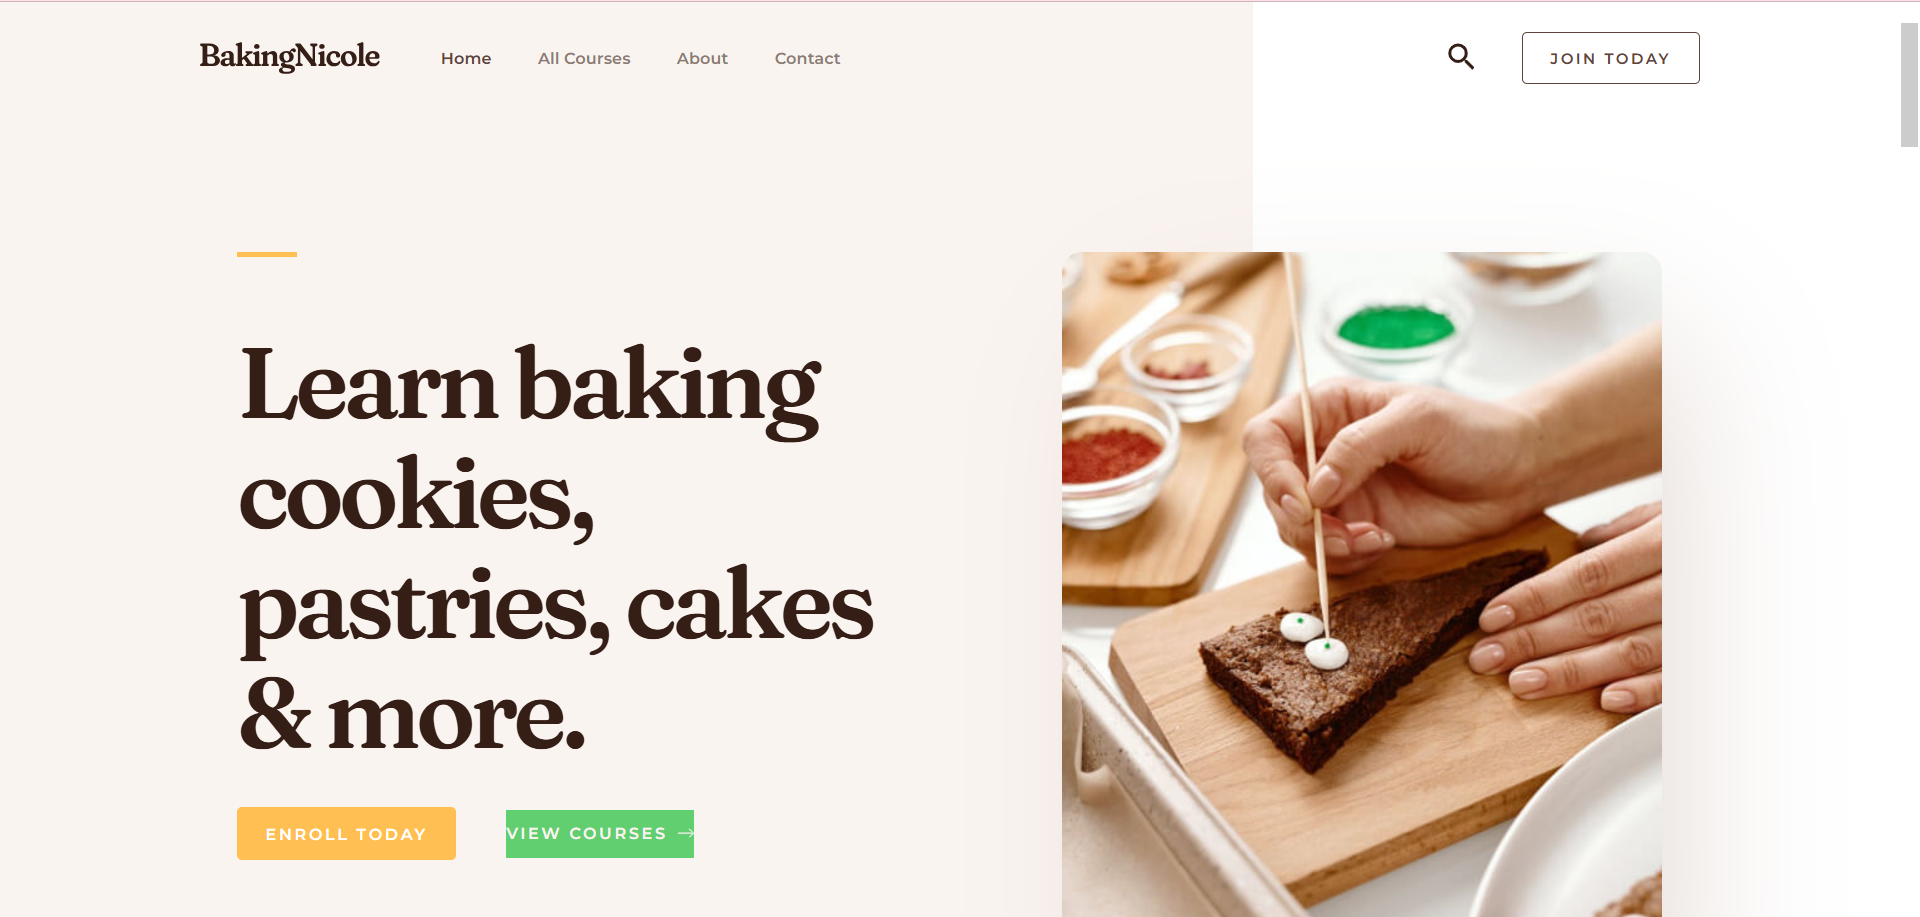 BakingNicole
Home
All Courses
About
Contact
JOIN TODAY
Learn baking
cookies,
pastries, cakes
& more.
ENROLL TODAY
VIEW COURSES →